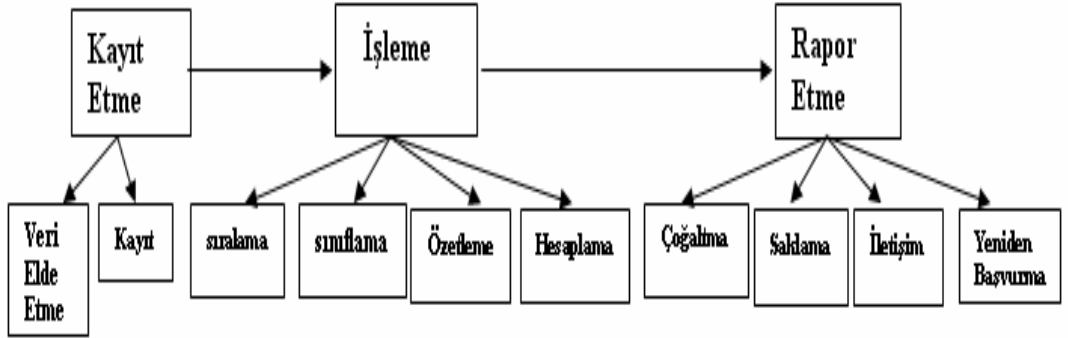 Kayıt
Etme
İşleme
Rapor
Etme
Veri
Elde
Etme
Kayıt
sıralama
sınıflama
Özetleme
Hesaplama
Çoğaltma
Saklama
İletişim
Yeniden
Başvurma